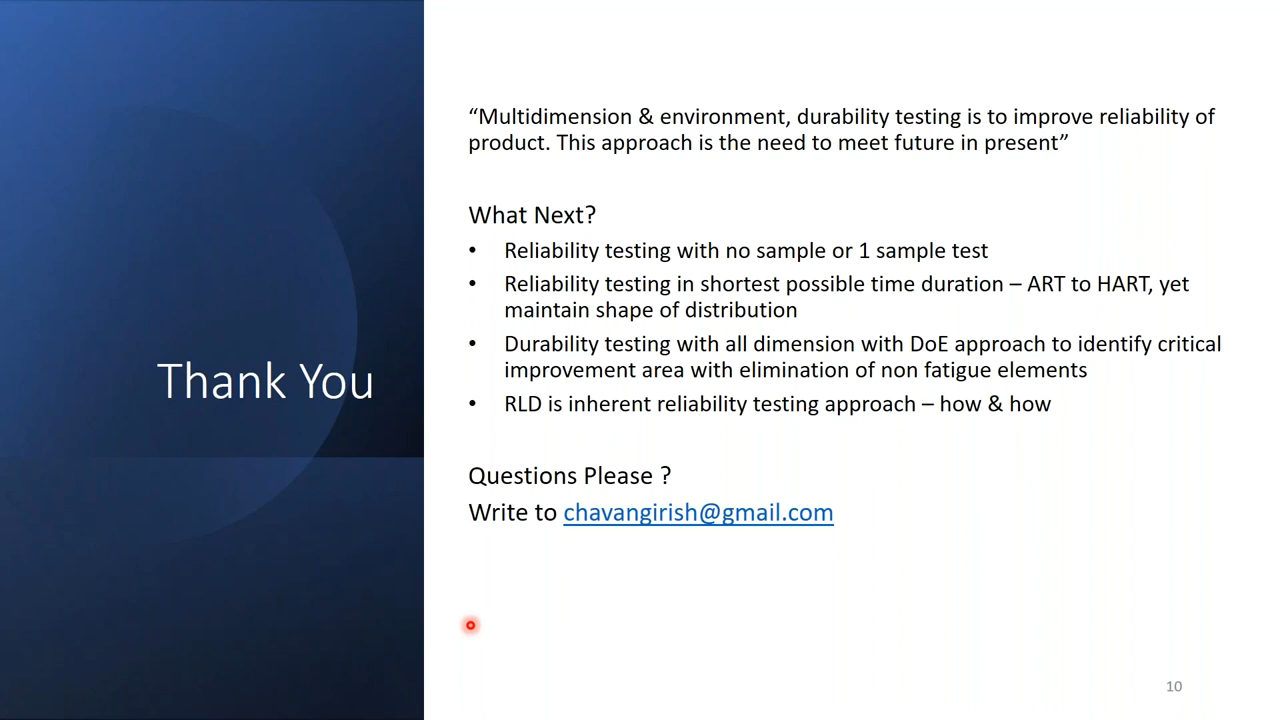 Thank You
“Multidimension & environment, durability testing is to improve reliability of
product. This approach is the need to meet future in present”
What Next?
• Reliability testing with no sample or 1 sample test
• Reliability testing in shortest possible time duration – ART to HART, yet
maintain shape of distribution
• Durability testing with all dimension with DoE approach to identify critical
improvement area with elimination of non fatigue elements
• RLD is inherent reliability testing approach – how & how
Questions Please ?
Write to chavangirish@gmail.com
10